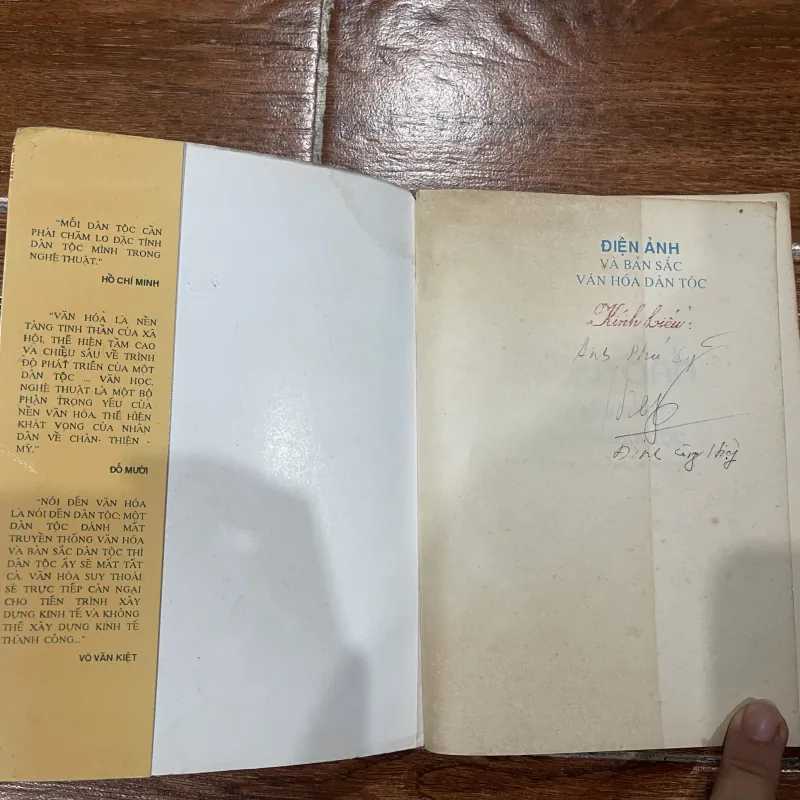 "MỖI DÂN TỘC CẦN
PHẢI CHĂM LO ĐẶC TÍNH
DÂN TỘC MÌNH TRONG
NGHỆ THUẬT."
HỒ CHÍ MINH
"VĂN HÓA LÀ NỀN
TẢNG TINH THẦN CỦA XÃ
HỘI, THỂ HIỆN TẦM CAO
VÀ CHIỀU SÂU VỀ TRÌNH
ĐỘ PHÁT TRIỂN CỦA MỘT
DÂN TỘC ... VĂN HỌC,
NGHỆ THUẬT LÀ MỘT BỘ
PHẬN TRỌNG YẾU CỦA
NỀN VĂN HÓA, THỂ HIỆN
KHÁT VỌNG CỦA NHÂN
DÂN VỀ CHÂN- THIỆN -
MỸ."
ĐỖ MƯỜI
"NÓI ĐẾN VĂN HÓA
LÀ NÓI ĐẾN DÂN TỘC; MỘT
DÂN TỘC ĐÁNH MẤT
TRUYỀN THỐNG VĂN HÓA
VÀ BẢN SẮC DÂN TỘC THÌ
DÂN TỘC ẤY SẼ MẤT TẤT
CẢ. VĂN HÓA SUY THOÁI
SẼ TRỰC TIẾP CẢN NGẠI
CHO TIẾN TRÌNH XÂY
DỰNG KINH TẾ VÀ KHÔNG
THỂ XÂY DỰNG KINH TẾ
THÀNH CÔNG..."
VÕ VĂN KIỆT
ĐIỆN ẢNH
VÀ BẢN SẮC
VĂN HÓA DÂN TỘC
Kính biếu:
Anh Phú